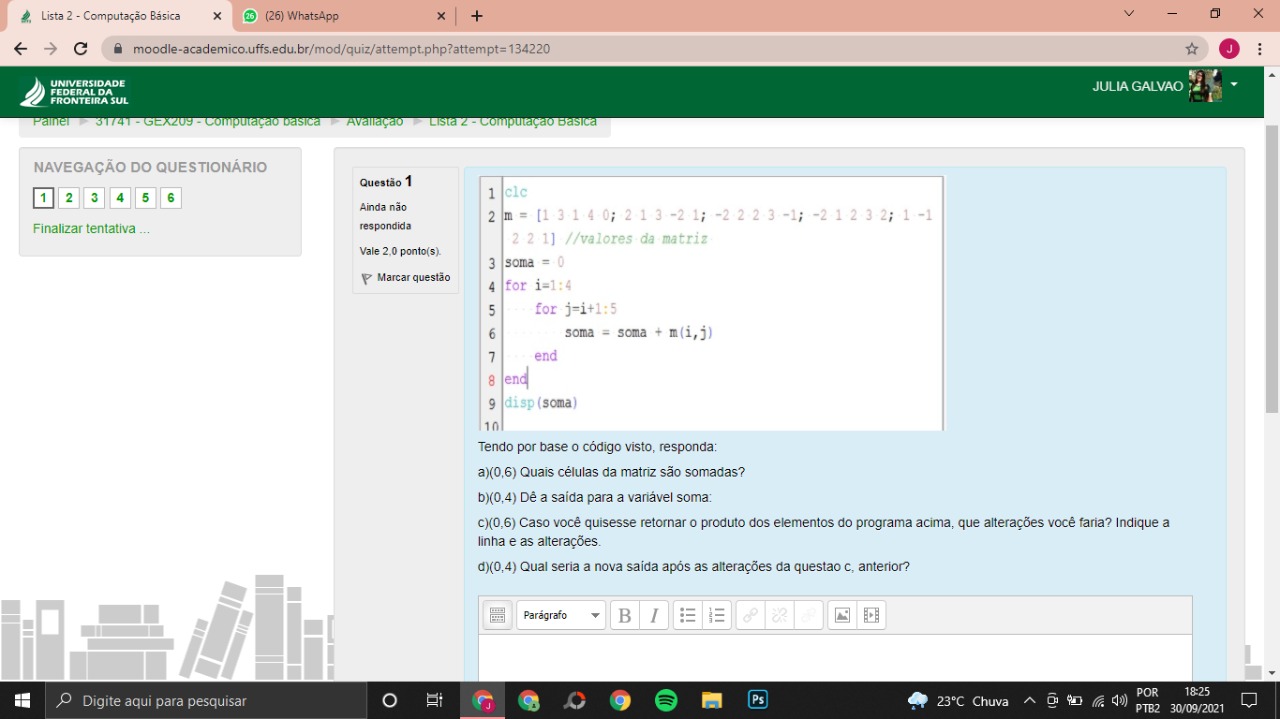 Lista 2 - Computação Básica
(26) WhatsApp
moodle-academico.uffs.edu.br/mod/quiz/attempt.php?attempt=134220
J
UNIVERSIDADE
FEDERAL DA
FRONTEIRA SUL
JULIA GALVAO
Painel 31741 - GEX209 - Computação básica Avaliação Lista 2 - Computação Básica
NAVEGAÇÃO DO QUESTIONÁRIO
1 2 3 4 5 6
Finalizar tentativa ...
Questão 1
Ainda não
respondida
Vale 2,0 ponto(s).
Marcar questão
1 clc
2 m = [1 3 1 4 0; 2 1 3 -2 1; -2 2 2 3 -1; -2 1 2 3 2; 1 -1
2 2 1] //valores da matriz
3 soma = 0
4 for i=1:4
5 for j=i+1:5
6 soma = soma + m(i,j)
7 end
8 end
9 disp(soma)
10
Tendo por base o código visto, responda:
a)(0,6) Quais células da matriz são somadas?
b)(0,4) Dê a saída para a variável soma:
c)(0,6) Caso você quisesse retornar o produto dos elementos do programa acima, que alterações você faria? Indique a
linha e as alterações.
d)(0,4) Qual seria a nova saída após as alterações da questao c, anterior?
Parágrafo B I
Digite aqui para pesquisar
Ps
23°C Chuva
POR
PTB2
18:25
30/09/2021